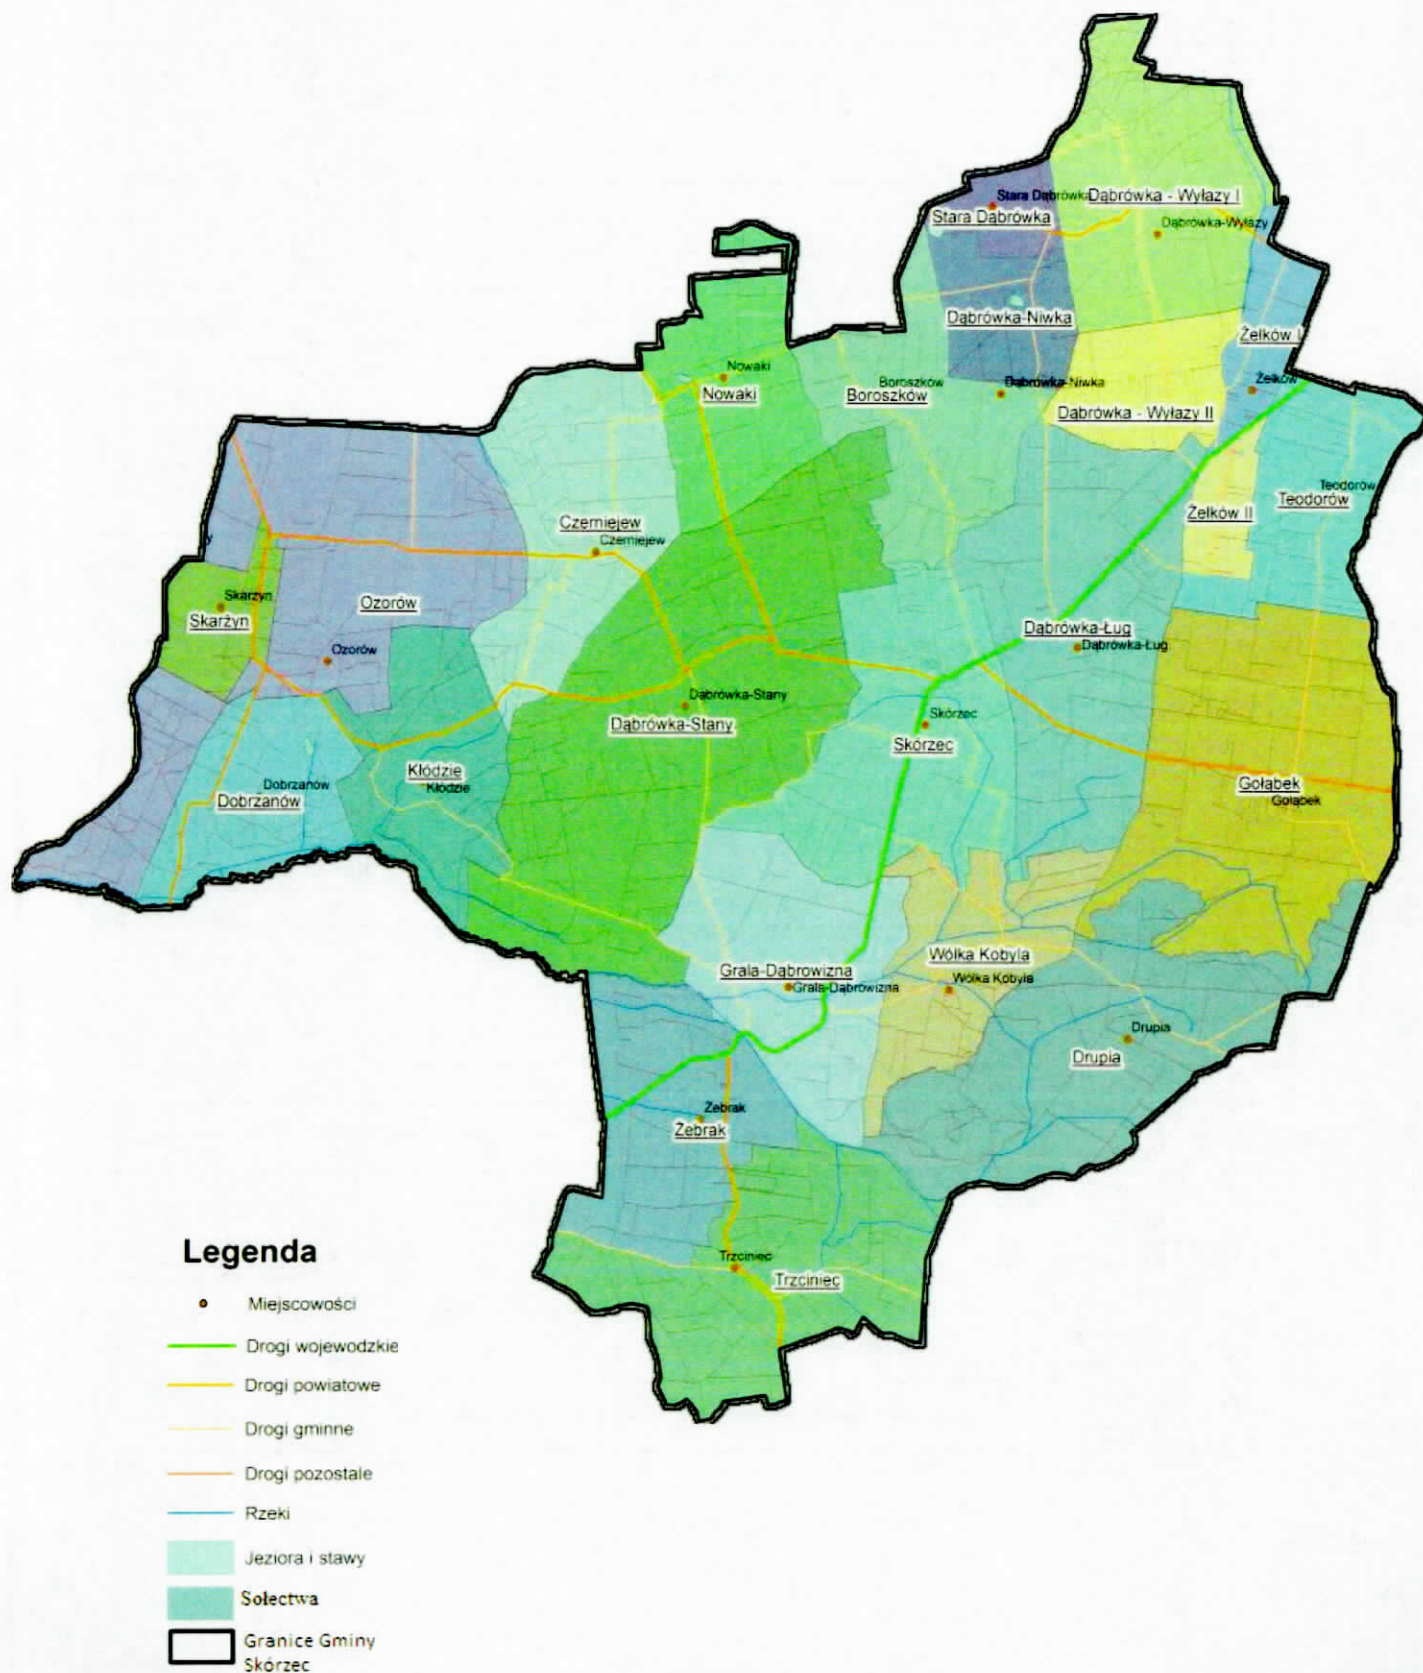 Stara Dąbrówka
Dąbrówka - Wyłazy I
Stara Dąbrówka
Dąbrówka-Wyłazy
Dąbrówka-Niwka
Żelków I
Nowaki
Nowaki
Boroszków
Boroszków
Dąbrówka-Niwka
Żelków
Dąbrówka - Wyłazy II
Teodorów
Teodorów
Żelków II
Czerniejew
Czerniejew
Skarżyn
Skarżyn
Ozorów
Ozorów
Dąbrówka-Ług
Dąbrówka-Ług
Dąbrówka-Stany
Dąbrówka-Stany
Skórzec
Skórzec
Kłódzie
Kłódzie
Dobrzanów
Dobrzanów
Gołąbek
Gołąbek
Grala-Dąbrowizna
Grala-Dąbrowizna
Wólka Kobyla
Wólka Kobyla
Drupia
Drupia
Żebrak
Żebrak
Trzciniec
Trzciniec
Legenda
Miejscowości
Drogi wojewodzkie
Drogi powiatowe
Drogi gminne
Drogi pozostale
Rzeki
Jeziora i stawy
Sołectwa
Granice Gminy
Skórzec